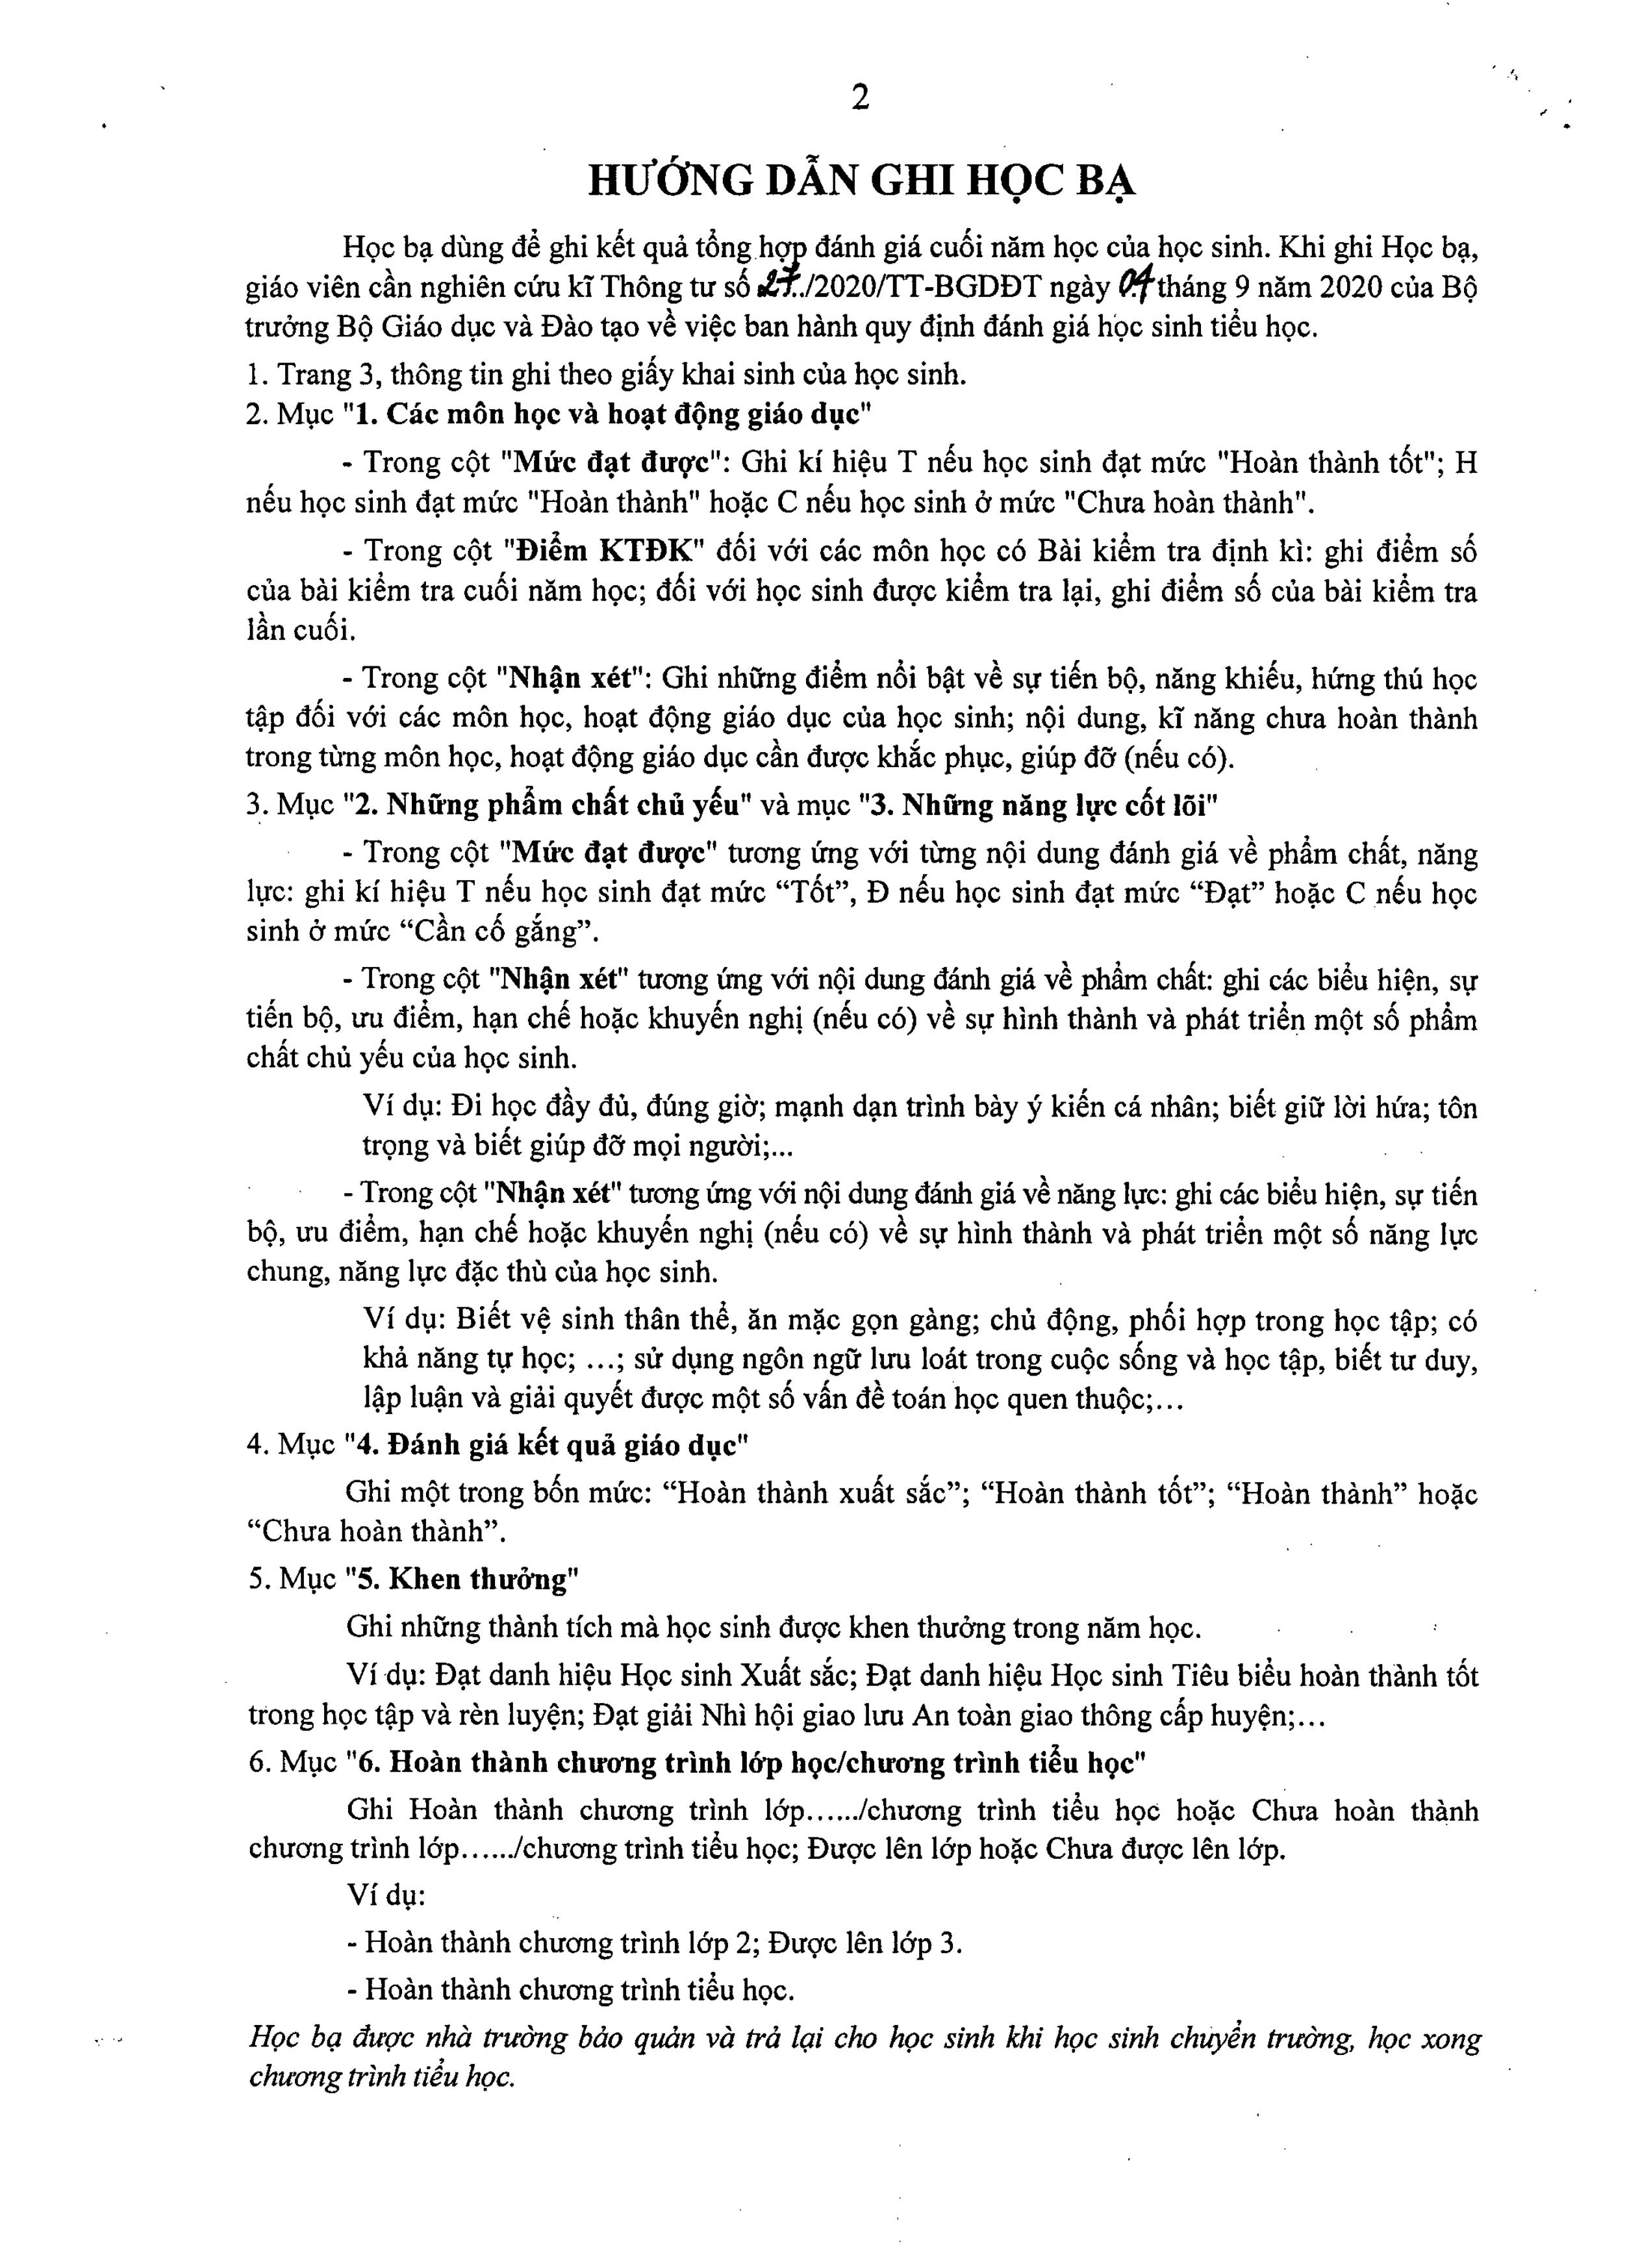 2
HƯỚNG DẪN GHI HỌC BẠ
Học bạ dùng để ghi kết quả tổng hợp đánh giá cuối năm học của học sinh. Khi ghi Học bạ,
giáo viên cần nghiên cứu kĩ Thông tư số 27../2020/TT-BGDĐT ngày 04 tháng 9 năm 2020 của Bộ
trưởng Bộ Giáo dục và Đào tạo về việc ban hành quy định đánh giá học sinh tiểu học.
1. Trang 3, thông tin ghi theo giấy khai sinh của học sinh.
2. Mục "1. Các môn học và hoạt động giáo dục"
- Trong cột "Mức đạt được": Ghi kí hiệu T nếu học sinh đạt mức "Hoàn thành tốt"; H
nếu học sinh đạt mức "Hoàn thành" hoặc C nếu học sinh ở mức "Chưa hoàn thành".
- Trong cột "Điểm KTĐK" đối với các môn học có Bài kiểm tra định kì: ghi điểm số
của bài kiểm tra cuối năm học; đối với học sinh được kiểm tra lại, ghi điểm số của bài kiểm tra
lần cuối.
- Trong cột "Nhận xét": Ghi những điểm nổi bật về sự tiến bộ, năng khiếu, hứng thú học
tập đối với các môn học, hoạt động giáo dục của học sinh; nội dung, kĩ năng chưa hoàn thành
trong từng môn học, hoạt động giáo dục cần được khắc phục, giúp đỡ (nếu có).
3. Mục "2. Những phẩm chất chủ yếu" và mục "3. Những năng lực cốt lõi"
- Trong cột "Mức đạt được" tương ứng với từng nội dung đánh giá về phẩm chất, năng
lực: ghi kí hiệu T nếu học sinh đạt mức “Tốt”, Đ nếu học sinh đạt mức “Đạt” hoặc C nếu học
sinh ở mức “Cần cố gắng”.
- Trong cột "Nhận xét" tương ứng với nội dung đánh giá về phẩm chất: ghi các biểu hiện, sự
tiến bộ, ưu điểm, hạn chế hoặc khuyến nghị (nếu có) về sự hình thành và phát triển một số phẩm
chất chủ yếu của học sinh.
Ví dụ: Đi học đầy đủ, đúng giờ; mạnh dạn trình bày ý kiến cá nhân; biết giữ lời hứa; tôn
trọng và biết giúp đỡ mọi người;...
- Trong cột "Nhận xét" tương ứng với nội dung đánh giá về năng lực: ghi các biểu hiện, sự tiến
bộ, ưu điểm, hạn chế hoặc khuyến nghị (nếu có) về sự hình thành và phát triển một số năng lực
chung, năng lực đặc thù của học sinh.
Ví dụ: Biết vệ sinh thân thể, ăn mặc gọn gàng; chủ động, phối hợp trong học tập; có
khả năng tự học; ...; sử dụng ngôn ngữ lưu loát trong cuộc sống và học tập, biết tư duy,
lập luận và giải quyết được một số vấn đề toán học quen thuộc;...
4. Mục "4. Đánh giá kết quả giáo dục"
Ghi một trong bốn mức: “Hoàn thành xuất sắc”; “Hoàn thành tốt”; “Hoàn thành” hoặc
“Chưa hoàn thành”.
5. Mục "5. Khen thưởng"
Ghi những thành tích mà học sinh được khen thưởng trong năm học.
Ví dụ: Đạt danh hiệu Học sinh Xuất sắc; Đạt danh hiệu Học sinh Tiêu biểu hoàn thành tốt
trong học tập và rèn luyện; Đạt giải Nhì hội giao lưu An toàn giao thông cấp huyện;...
6. Mục "6. Hoàn thành chương trình lớp học/chương trình tiểu học"
Ghi Hoàn thành chương trình lớp....../chương trình tiểu học hoặc Chưa hoàn thành
chương trình lớp....../chương trình tiểu học; Được lên lớp hoặc Chưa được lên lớp.
Ví dụ:
- Hoàn thành chương trình lớp 2; Được lên lớp 3.
- Hoàn thành chương trình tiểu học.
Học bạ được nhà trường bảo quản và trả lại cho học sinh khi học sinh chuyển trường, học xong
chương trình tiểu học.